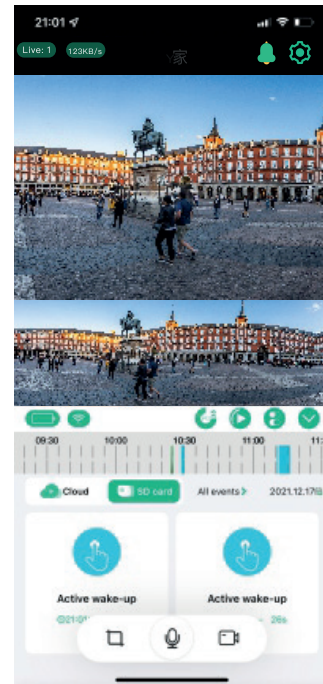 21:01
Live: 1
123KB/s
家
09:30 10:00 10:30 11:00 11:
Cloud
SD card
All events >
2021.12.17
Active wake-up
Active wake-up
26s